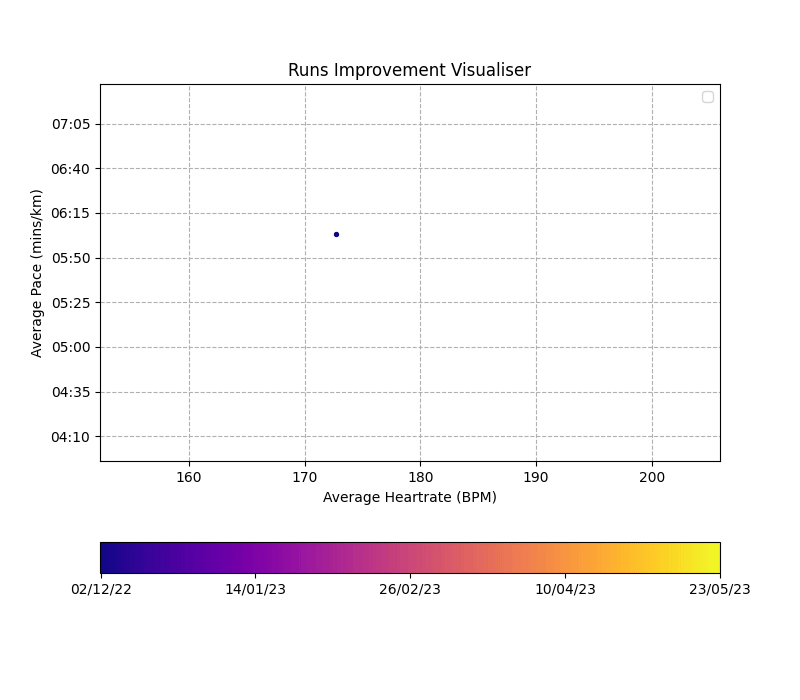 Runs Improvement Visualiser
Average Pace (mins/km)
07:05
06:40
06:15
05:50
05:25
05:00
04:35
04:10
160 170 180 190 200
Average Heartrate (BPM)
02/12/22 14/01/23 26/02/23 10/04/23 23/05/23